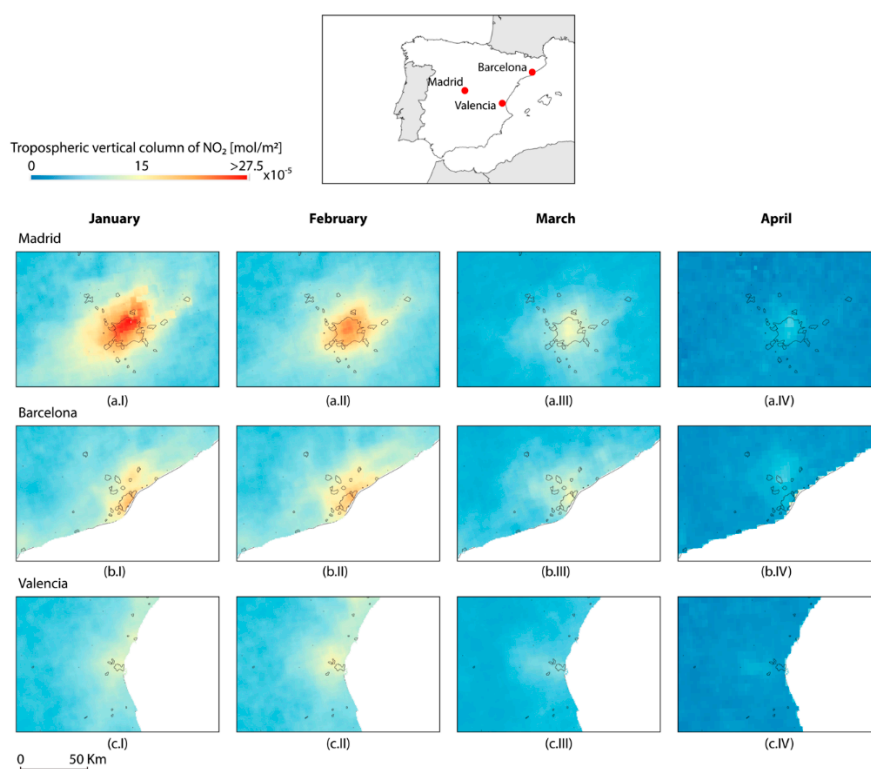 Barcelona
Madrid
Valencia
Tropospheric vertical column of NO₂ [mol/m²]
0 15 >27.5
x10⁻⁵
January February March April
Madrid
(a.I) (a.II) (a.III) (a.IV)
Barcelona
(b.I) (b.II) (b.III) (b.IV)
Valencia
(c.I) (c.II) (c.III) (c.IV)
0 50 Km